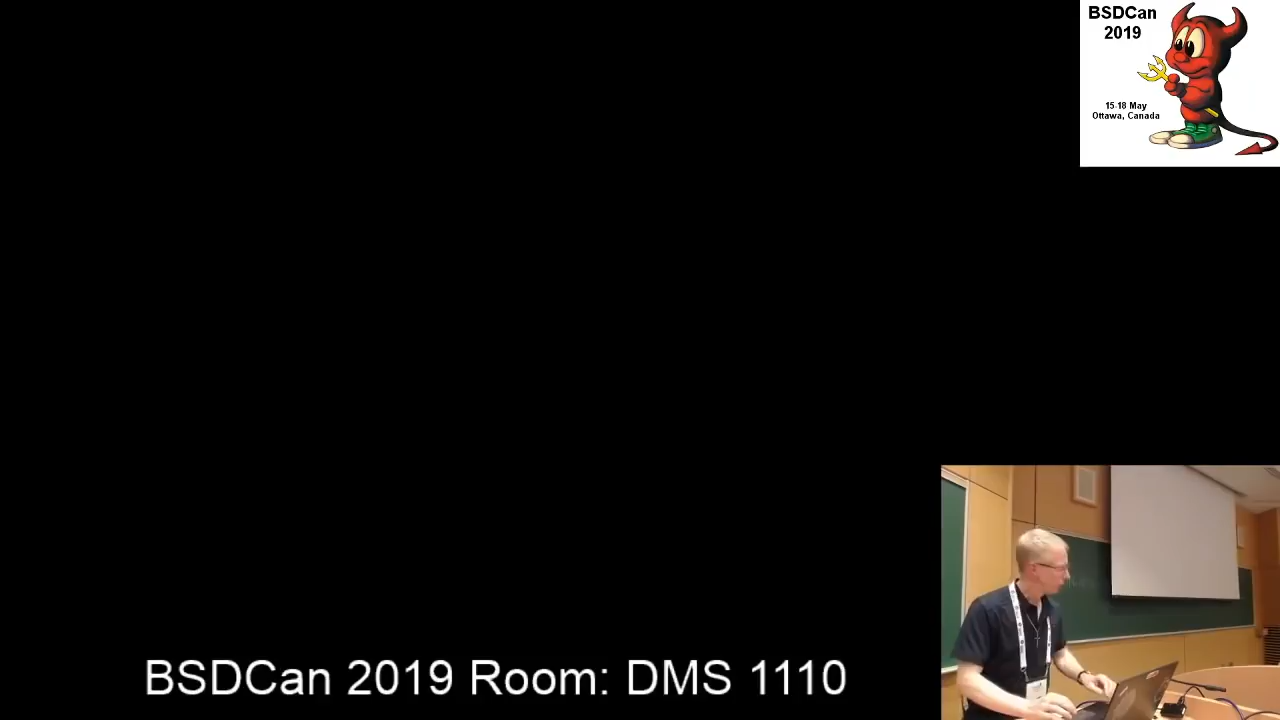 BSDCan
2019
15-18 May
Ottawa, Canada
BSDCan 2019 Room: DMS 1110